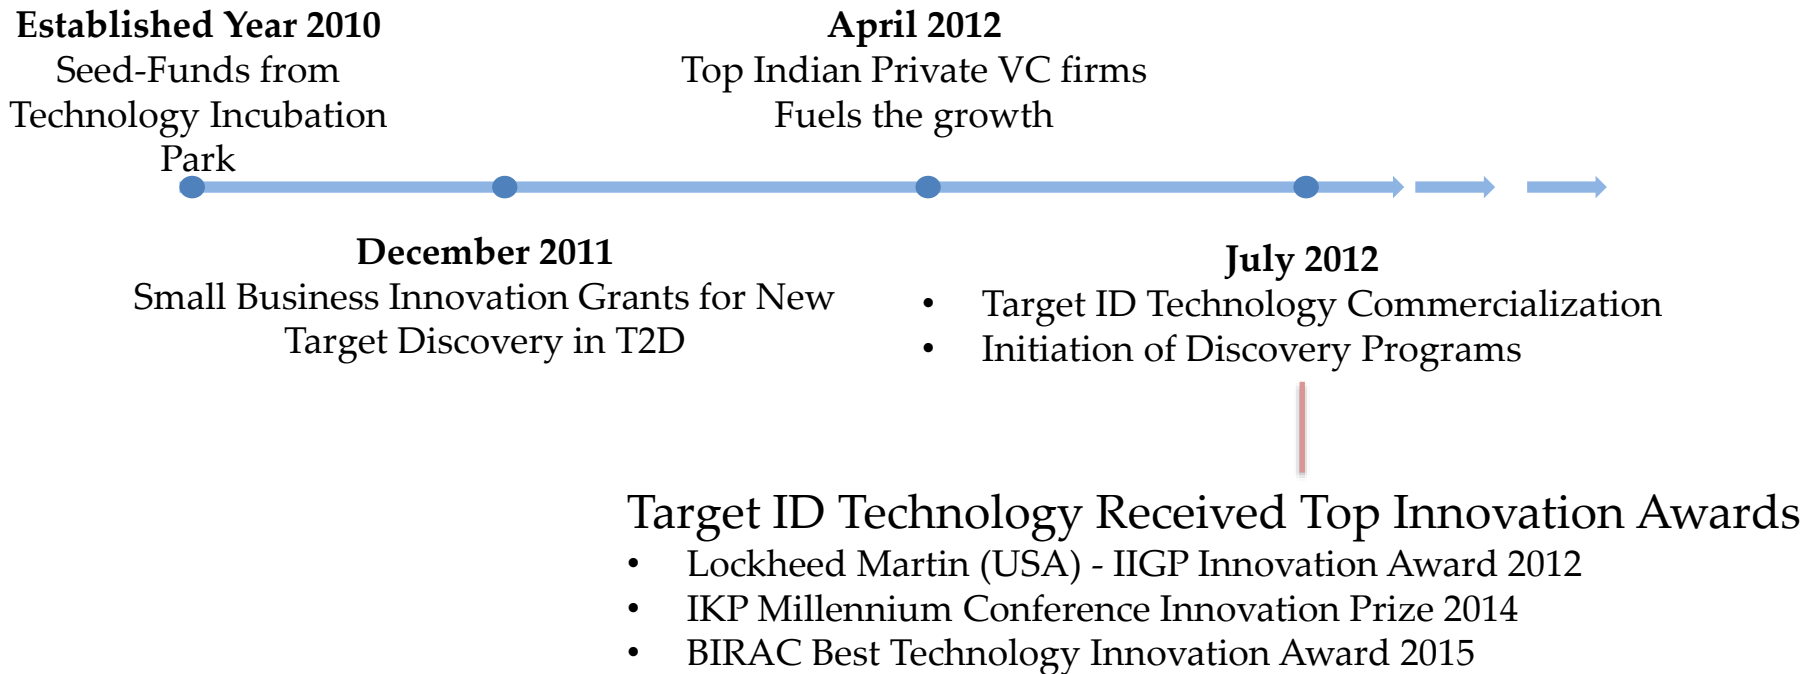 Established Year 2010
Seed-Funds from
Technology Incubation
Park
April 2012
Top Indian Private VC firms
Fuels the growth
December 2011
Small Business Innovation Grants for New
Target Discovery in T2D
July 2012
• Target ID Technology Commercialization
• Initiation of Discovery Programs
Target ID Technology Received Top Innovation Awards
• Lockheed Martin (USA) - IIGP Innovation Award 2012
• IKP Millennium Conference Innovation Prize 2014
• BIRAC Best Technology Innovation Award 2015